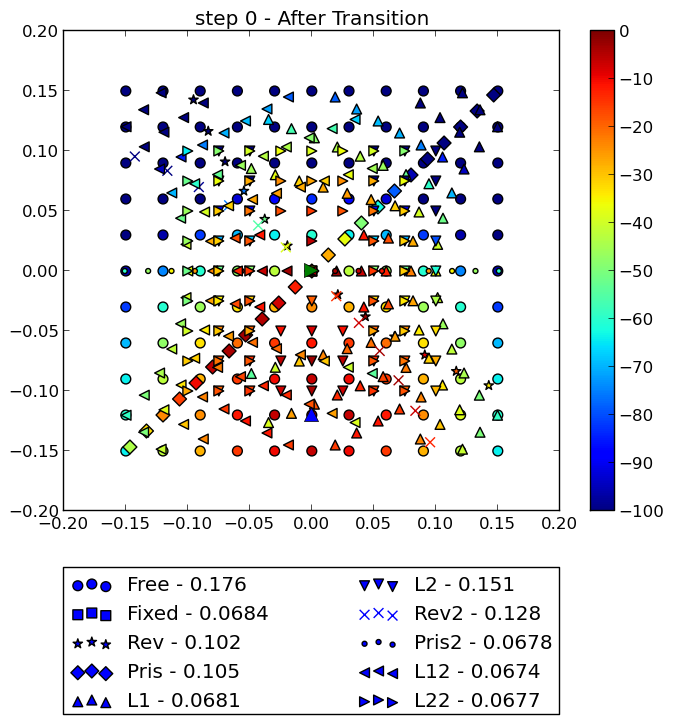 step 0 - After Transition
0.20
0.15
0.10
0.05
0.00
−0.05
−0.10
−0.15
−0.20
−0.20 −0.15 −0.10 −0.05 0.00 0.05 0.10 0.15 0.20
0
−10
−20
−30
−40
−50
−60
−70
−80
−90
−100
Free - 0.176
Fixed - 0.0684
Rev - 0.102
Pris - 0.105
L1 - 0.0681
L2 - 0.151
Rev2 - 0.128
Pris2 - 0.0678
L12 - 0.0674
L22 - 0.0677